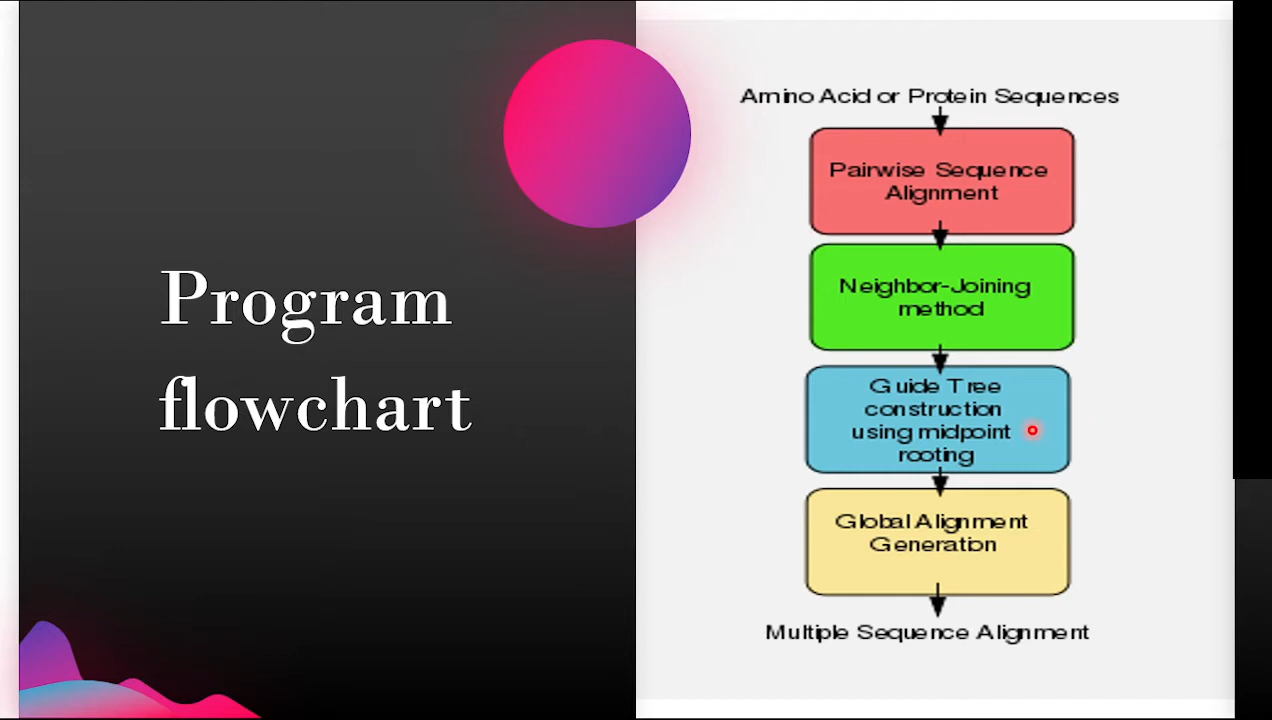 Program
flowchart
Amino Acid or Protein Sequences
Pairwise Sequence
Alignment
Neighbor-Joining
method
Guide Tree
construction
using midpoint
rooting
Global Alignment
Generation
Multiple Sequence Alignment